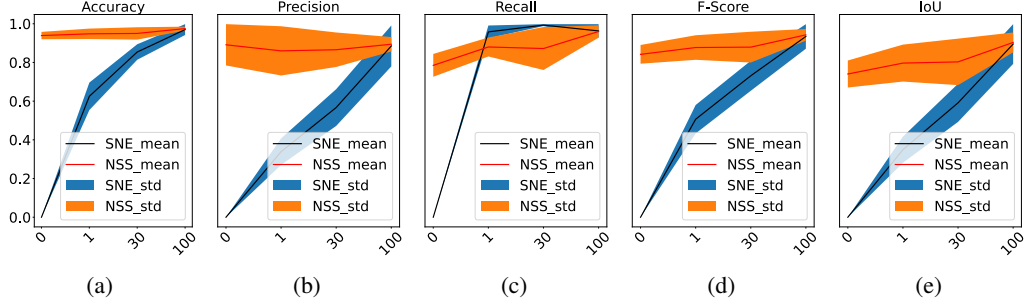 Accuracy
Precision
Recall
F-Score
IoU
1.0
0.8
0.6
0.4
0.2
0.0
SNE_mean
NSS_mean
SNE_std
NSS_std
SNE_mean
NSS_mean
SNE_std
NSS_std
SNE_mean
NSS_mean
SNE_std
NSS_std
SNE_mean
NSS_mean
SNE_std
NSS_std
SNE_mean
NSS_mean
SNE_std
NSS_std
0 1 30 100
0 1 30 100
0 1 30 100
0 1 30 100
0 1 30 100
(a)
(b)
(c)
(d)
(e)